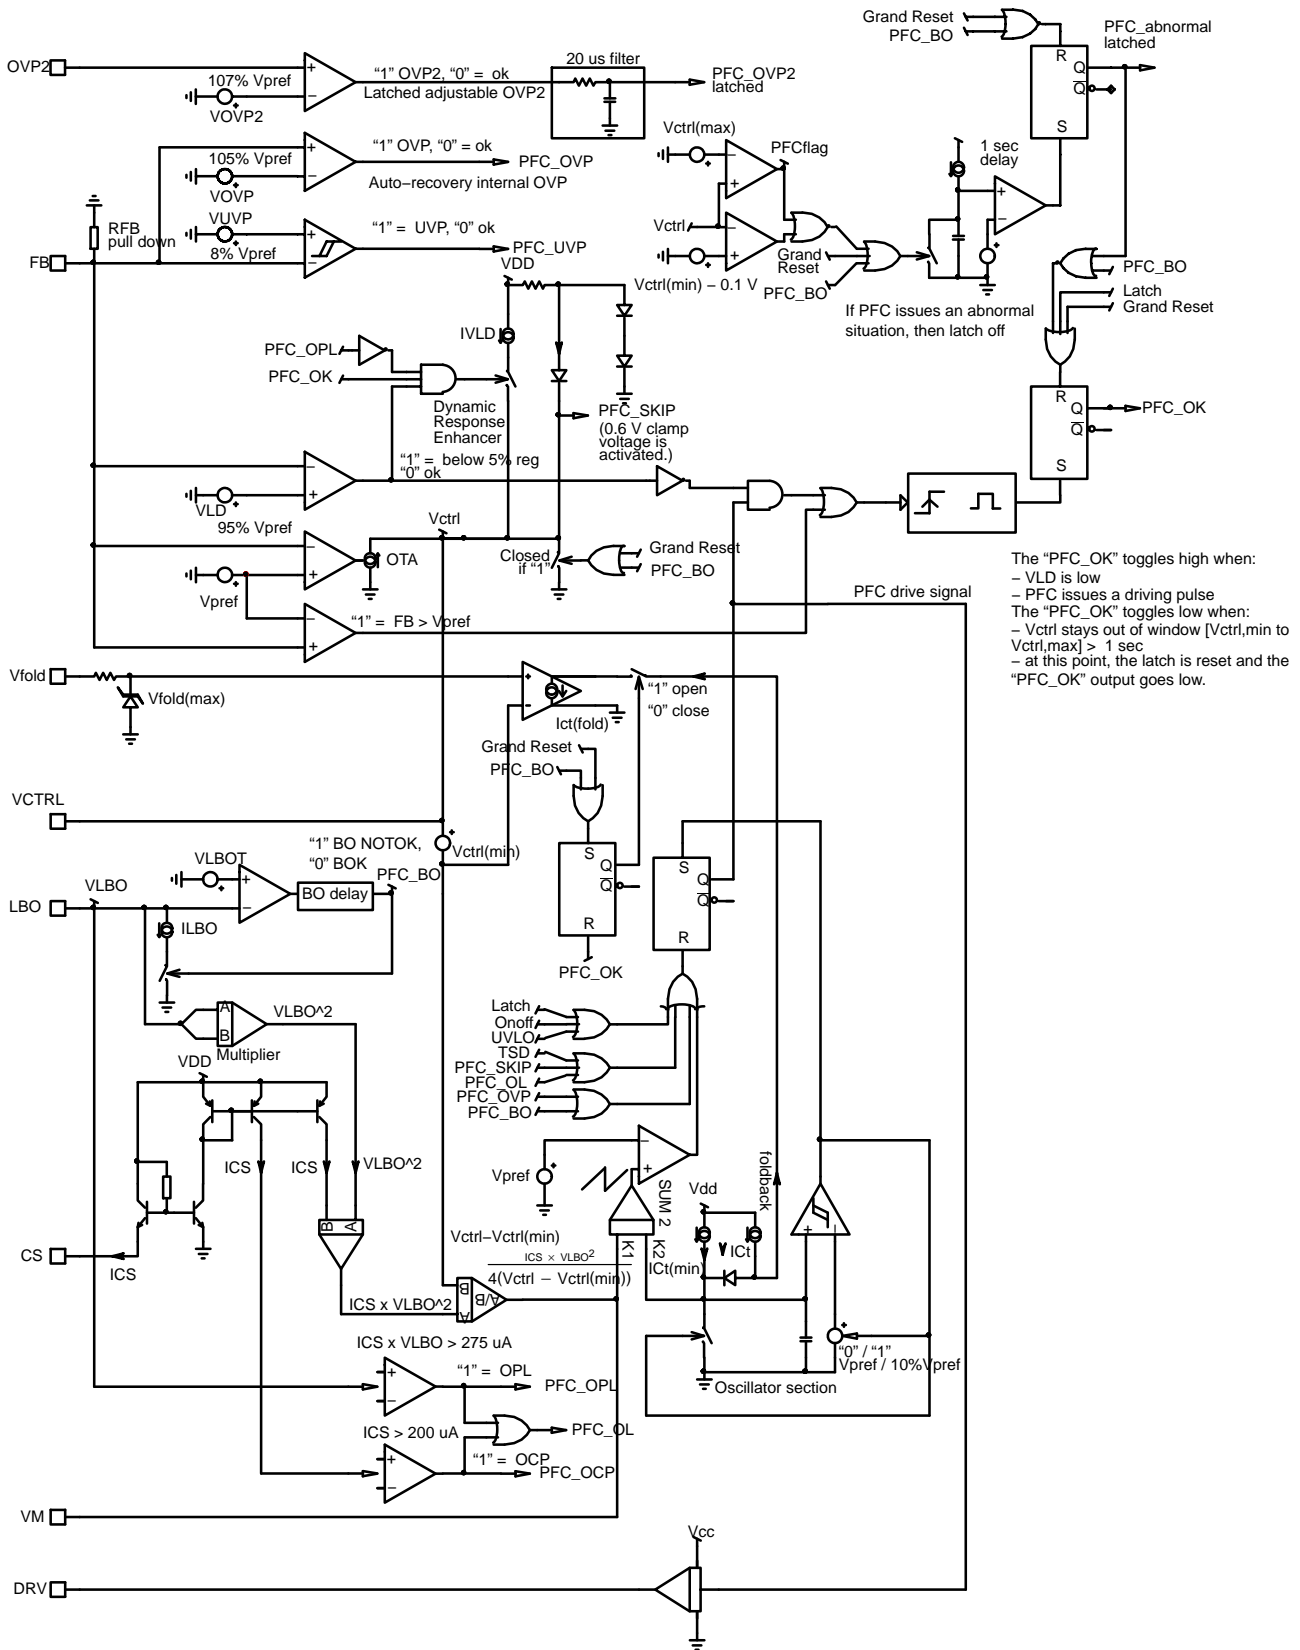 Grand Reset
PFC_BO
PFC_abnormal
latched
R
Q
Q
S
OVP2
107% Vpref
VOVP2
+
−
“1” OVP2, “0” = ok
Latched adjustable OVP2
20 us filter
PFC_OVP2
latched
105% Vpref
VOVP
+
−
“1” OVP, “0” = ok
PFC_OVP
Auto−recovery internal OVP
Vctrl(max)
PFCflag
−
+
1 sec
delay
+
−
RFB
pull down
VUVP
8% Vpref
+
−
“1” = UVP, “0” ok
PFC_UVP
FB
Vctrl
−
+
Vctrl(min) − 0.1 V
Grand
Reset
PFC_BO
PFC_BO
Latch
Grand Reset
If PFC issues an abnormal
situation, then latch off
VDD
IVLD
PFC_OPL
PFC_OK
Dynamic
Response
Enhancer
PFC_SKIP
(0.6 V clamp
voltage is
activated.)
R
Q
Q
S
PFC_OK
“1” = below 5% reg
“0” ok
−
+
VLD
95% Vpref
Vctrl
−
+
OTA
Closed
if “1”
Grand Reset
PFC_BO
Vpref
−
+
“1” = FB > Vpref
PFC drive signal
The “PFC_OK” toggles high when:
− VLD is low
− PFC issues a driving pulse
The “PFC_OK” toggles low when:
− Vctrl stays out of window [Vctrl,min to
Vctrl,max] > 1 sec
− at this point, the latch is reset and the
“PFC_OK” output goes low.
Vfold
Vfold(max)
+
−
Ict(fold)
“1” open
“0” close
Grand Reset
PFC_BO
VCTRL
Vctrl(min)
“1” BO NOTOK,
“0” BOK
S
Q
Q
R
PFC_OK
S
Q
Q
R
VLBOT
VLBO
+
−
BO delay
PFC_BO
LBO
ILBO
A
B
Multiplier
VLBO^2
Latch
Onoff
UVLO
TSD
PFC_SKIP
PFC_OL
PFC_OVP
PFC_BO
VDD
ICS
ICS
VLBO^2
Vpref
−
+
SUM 2
K1
K2
foldback
Vdd
ICt
ICt(min)
+
−
B
A
CS
ICS
Vctrl−Vctrl(min)
ICS × VLBO²
4(Vctrl − Vctrl(min))
B
A/B
A
ICS x VLBO^2
“0” / “1”
Vpref / 10%Vpref
Oscillator section
ICS x VLBO > 275 uA
+
−
“1” = OPL
PFC_OPL
PFC_OL
ICS > 200 uA
+
−
“1” = OCP
PFC_OCP
VM
Vcc
DRV